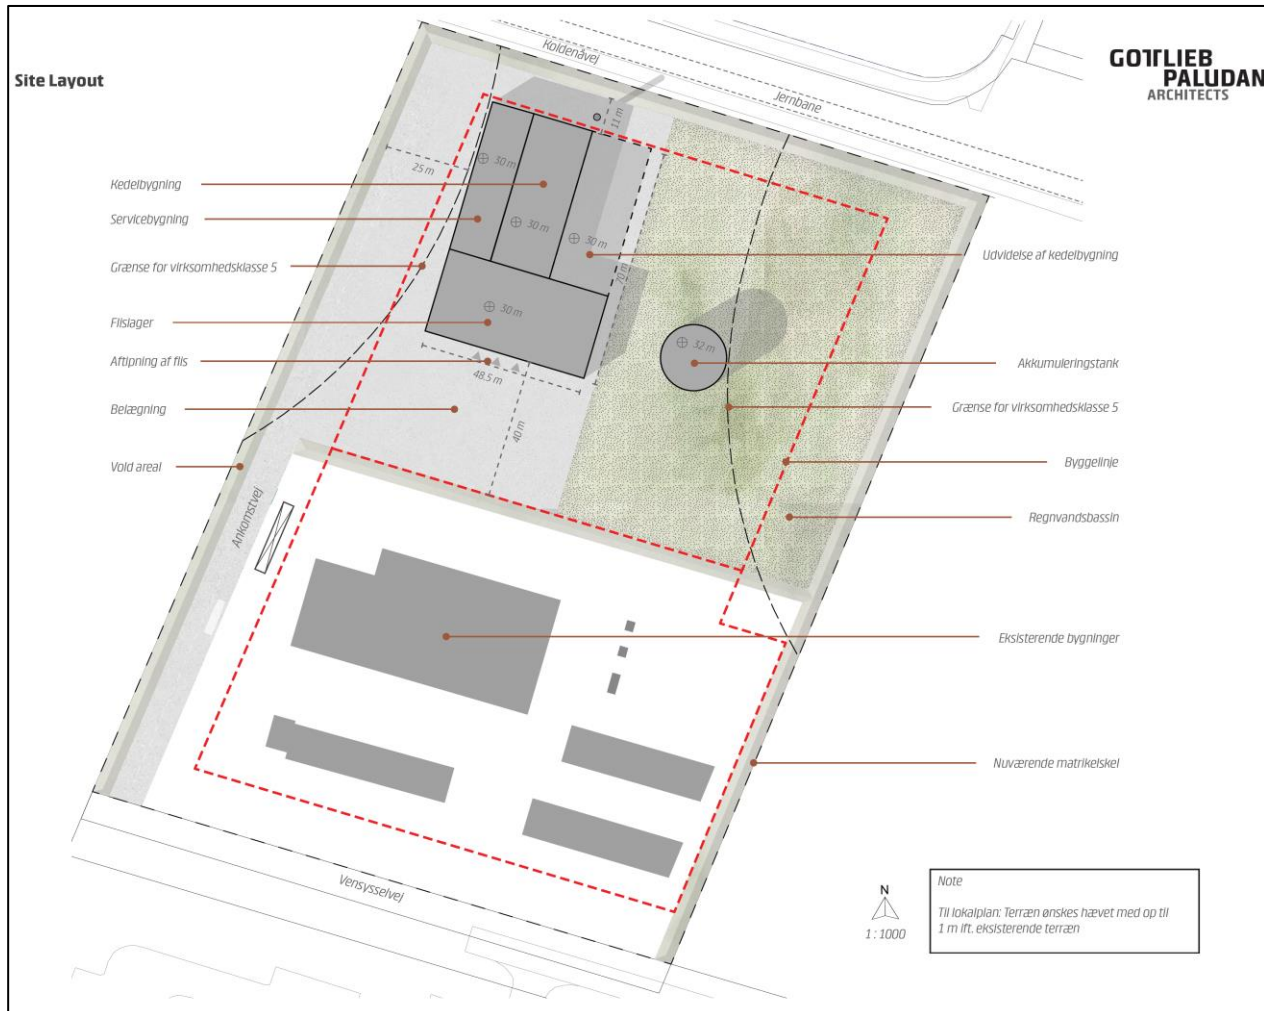 Site Layout
GOTTLIEB
PALUDAN
ARCHITECTS
Koldenåvej
Jernbane
11 m
25 m
30 m
30 m
30 m
30 m
70 m
32 m
48.5 m
40 m
Kedelbygning
Servicebygning
Grænse for virksomhedsklasse 5
Flislager
Aftipning af flis
Belægning
Vold areal
Ankomstvej
Udvidelse af kedelbygning
Akkumuleringstank
Grænse for virksomhedsklasse 5
Byggelinje
Regnvandsbassin
Eksisterende bygninger
Nuværende matrikelskel
Vensysselvej
N
1 : 1000
Note
Til lokalplan: Terræn ønskes hævet med op til
1 m ift. eksisterende terræn